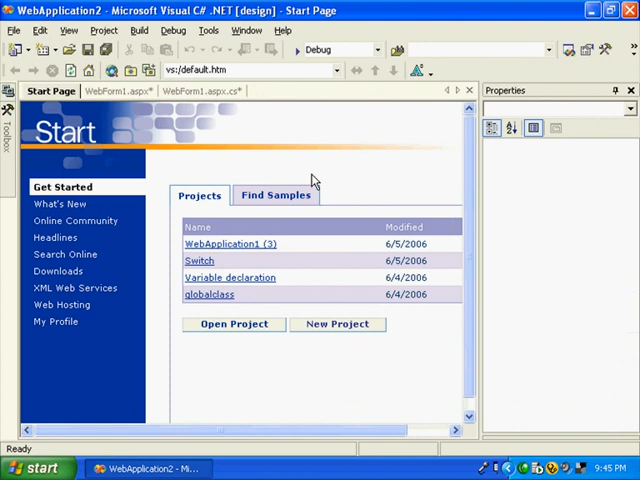 WebApplication2 - Microsoft Visual C# .NET [design] - Start Page
File Edit View Project Build Debug Tools Window Help
Debug
vs:/default.htm
Start Page WebForm1.aspx* WebForm1.aspx.cs*
Properties
Toolbox
Start
Get Started
What's New
Online Community
Headlines
Search Online
Downloads
XML Web Services
Web Hosting
My Profile
Projects Find Samples
Name Modified
WebApplication1 (3) 6/5/2006
Switch 6/5/2006
Variable declaration 6/4/2006
globalclass 6/4/2006
Open Project New Project
Ready
start WebApplication2 - Mi... 9:45 PM